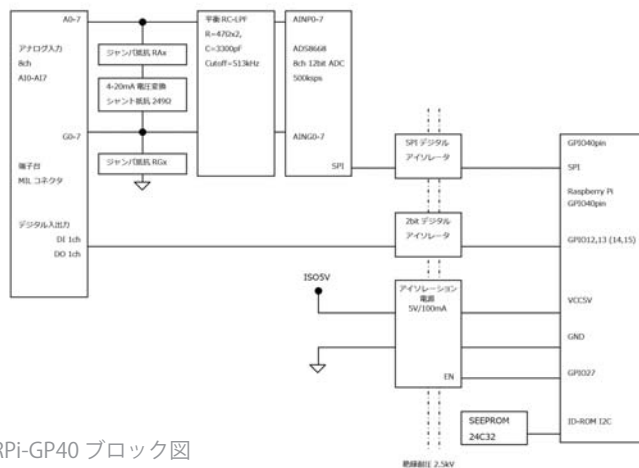 A0-7
アナログ入力
8ch
AI0-AI7
G0-7
端子台
MIL コネクタ
デジタル入出力
DI 1ch
DO 1ch
ジャンパ抵抗 RAx
4-20mA 電圧変換
シャント抵抗 249Ω
ジャンパ抵抗 RGx
平衡 RC-LPF
R=470x2,
C=3300pF
Cutoff=513kHz
AINP0-7
ADS8668
8ch 12bit ADC
500ksps
AING0-7
SPI
SPI デジタル
アイソレータ
2bit デジタル
アイソレータ
ISO5V
アイソレーション
電源
5V/100mA
EN
GPIO40pin
SPI
Raspberry Pi
GPIO40pin
GPIO12,13 (14,15)
VCC5V
GND
GPIO27
ID-ROM I2C
SEEPROM
24C32
絶縁耐圧 2.5kV
RPi-GP40 ブロック図